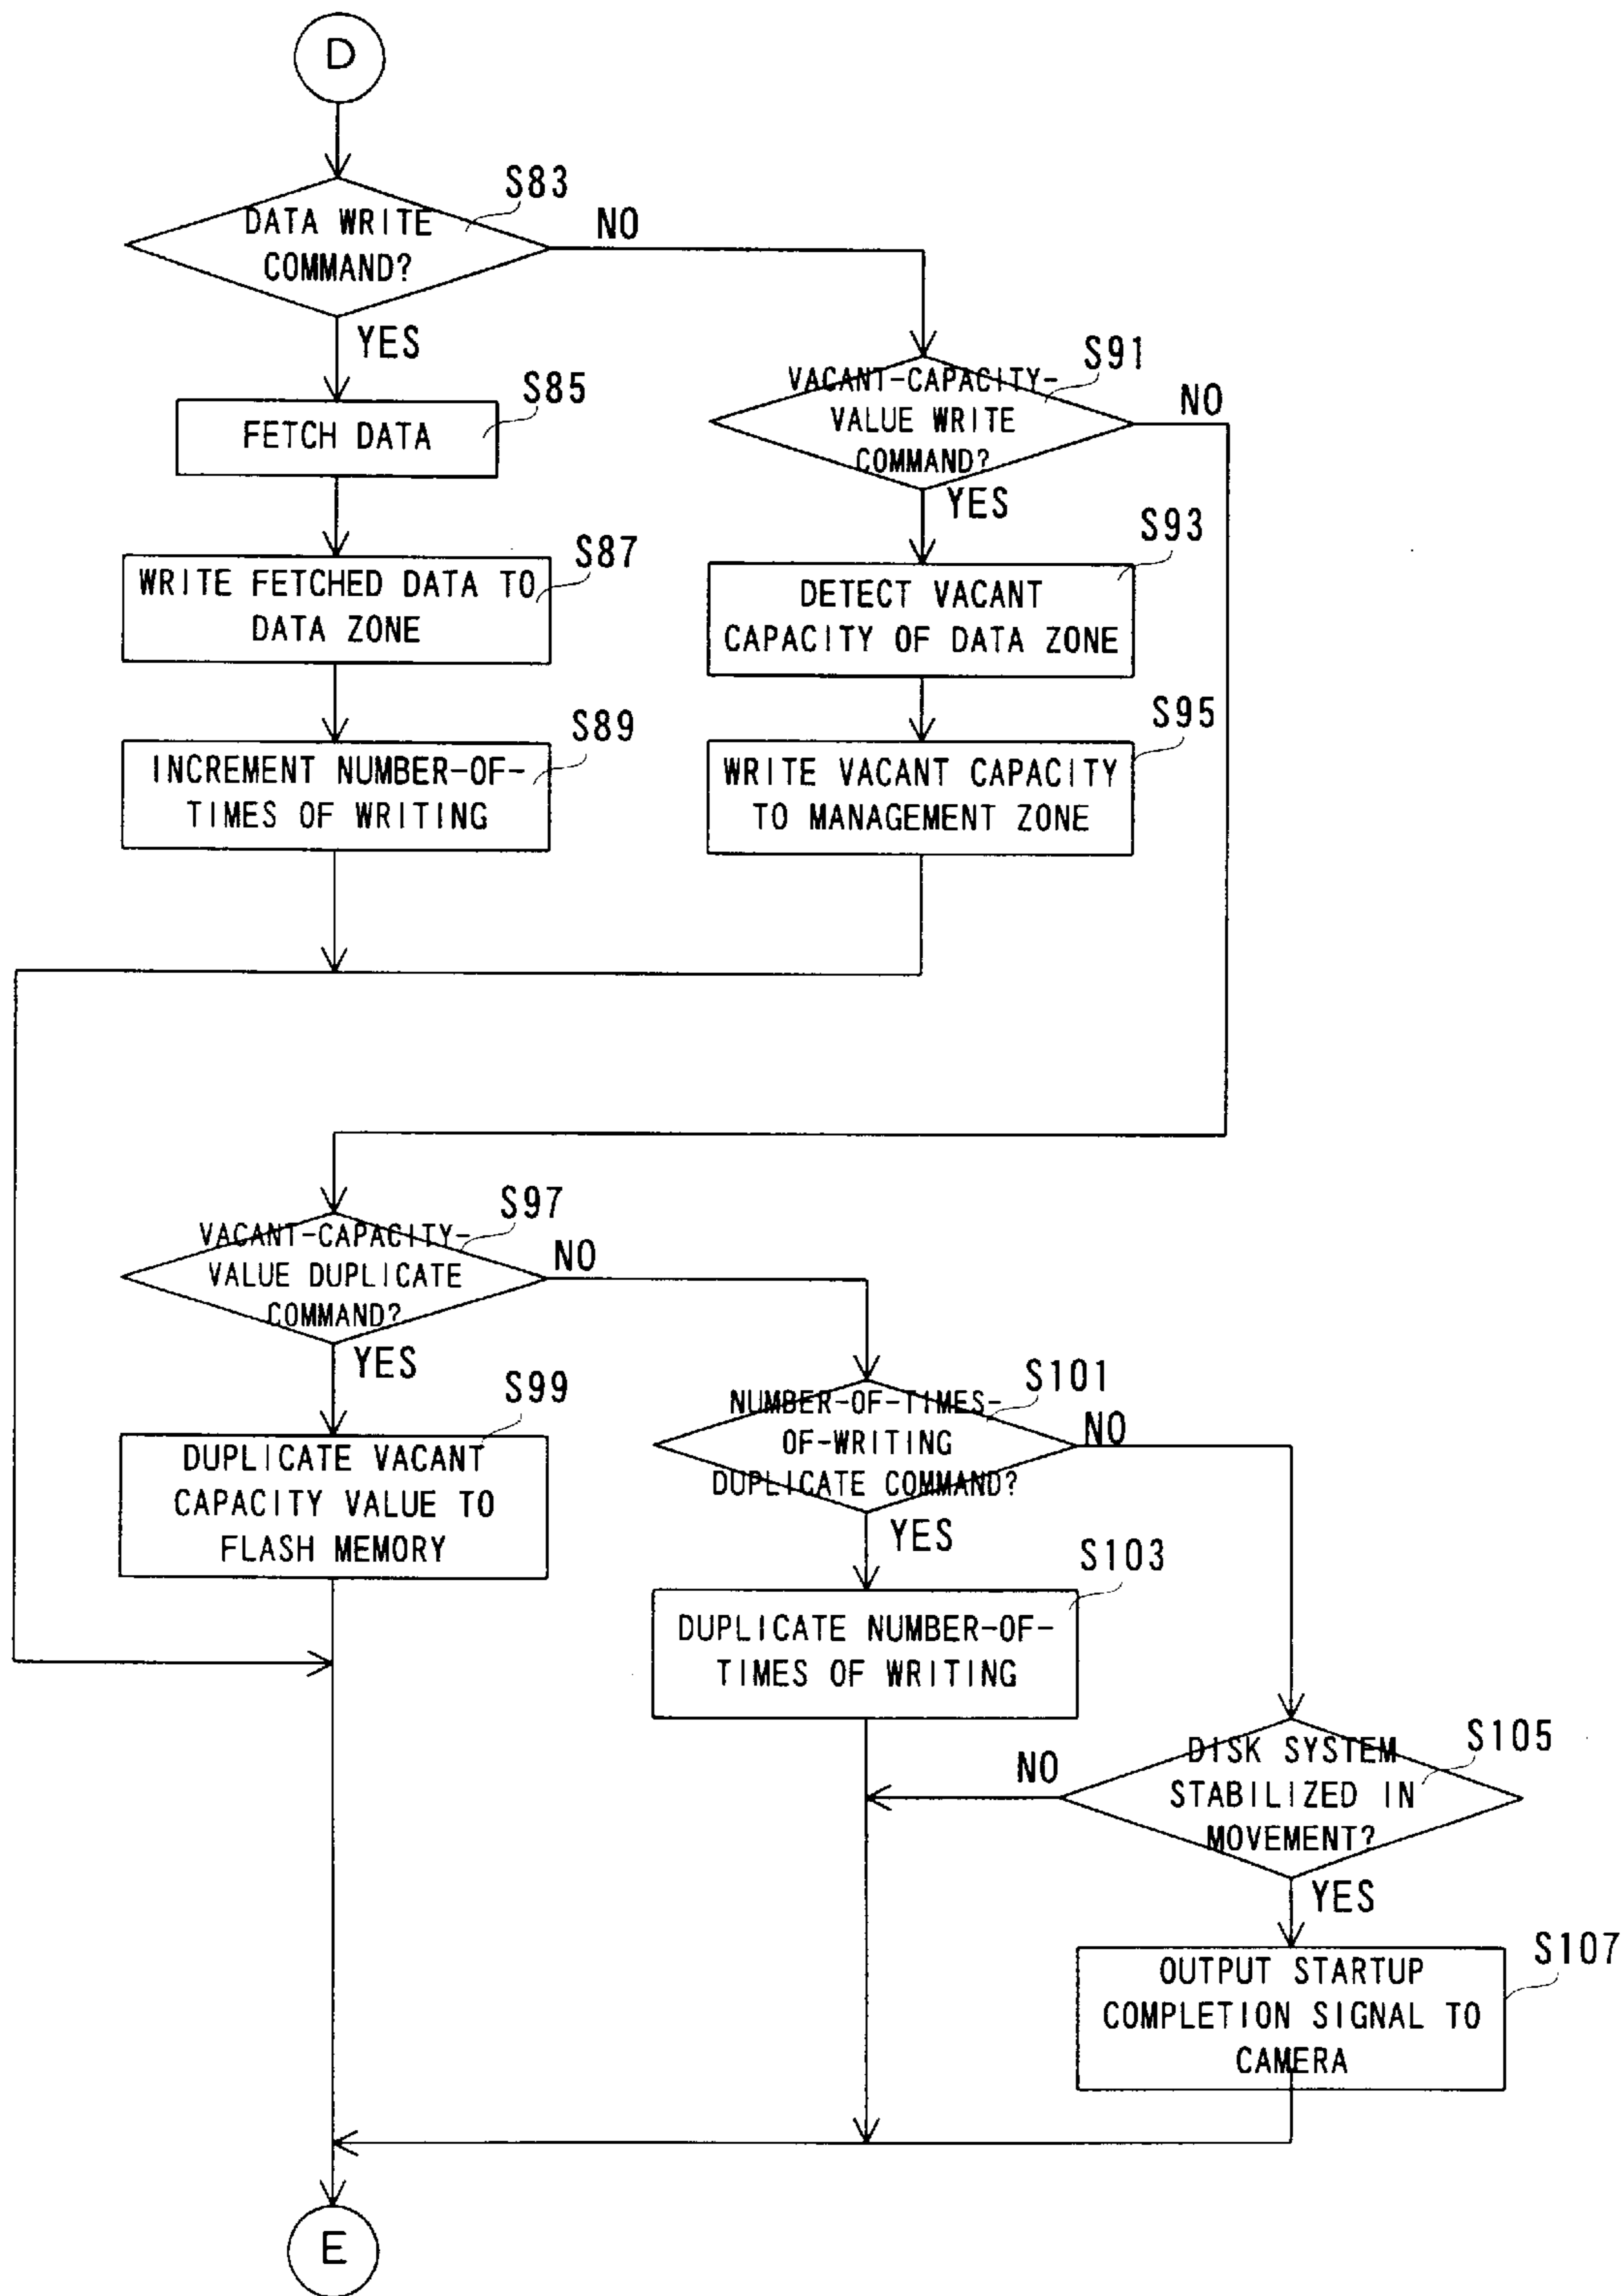 D
S83
DATA WRITE
COMMAND?
NO
YES
S85
FETCH DATA
S87
WRITE FETCHED DATA TO
DATA ZONE
S89
INCREMENT NUMBER-OF-
TIMES OF WRITING
S91
VACANT-CAPACITY-
VALUE WRITE
COMMAND?
NO
YES
S93
DETECT VACANT
CAPACITY OF DATA ZONE
S95
WRITE VACANT CAPACITY
TO MANAGEMENT ZONE
S97
VACANT-CAPACITY-
VALUE DUPLICATE
COMMAND?
NO
YES
S99
DUPLICATE VACANT
CAPACITY VALUE TO
FLASH MEMORY
S101
NUMBER-OF-TIMES-
OF-WRITING
DUPLICATE COMMAND?
NO
YES
S103
DUPLICATE NUMBER-OF-
TIMES OF WRITING
S105
DISK SYSTEM
STABILIZED IN
MOVEMENT?
NO
YES
S107
OUTPUT STARTUP
COMPLETION SIGNAL TO
CAMERA
E